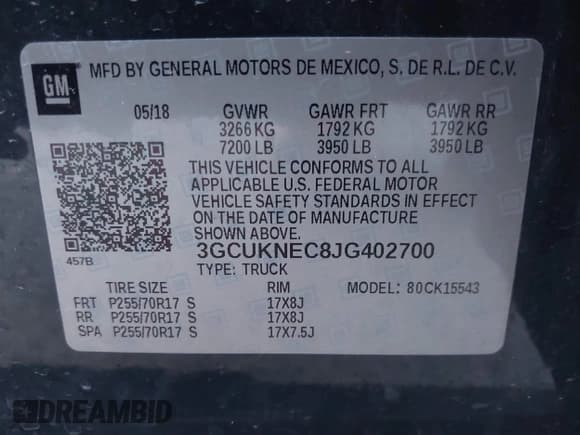 GM
MFD BY GENERAL MOTORS DE MEXICO, S. DE R.L. DE C.V.
05/18 GVWR GAWR FRT GAWR RR
3266 KG 1792 KG 1792 KG
7200 LB 3950 LB 3950 LB
THIS VEHICLE CONFORMS TO ALL
APPLICABLE U.S. FEDERAL MOTOR
VEHICLE SAFETY STANDARDS IN EFFECT
ON THE DATE OF MANUFACTURE
457B
3GCUKNEC8JG402700
TYPE: TRUCK
TIRE SIZE RIM MODEL: 80CK15543
FRT P255/70R17 S 17X8J
RR P255/70R17 S 17X8J
SPA P255/70R17 S 17X7.5J
DREAMBID